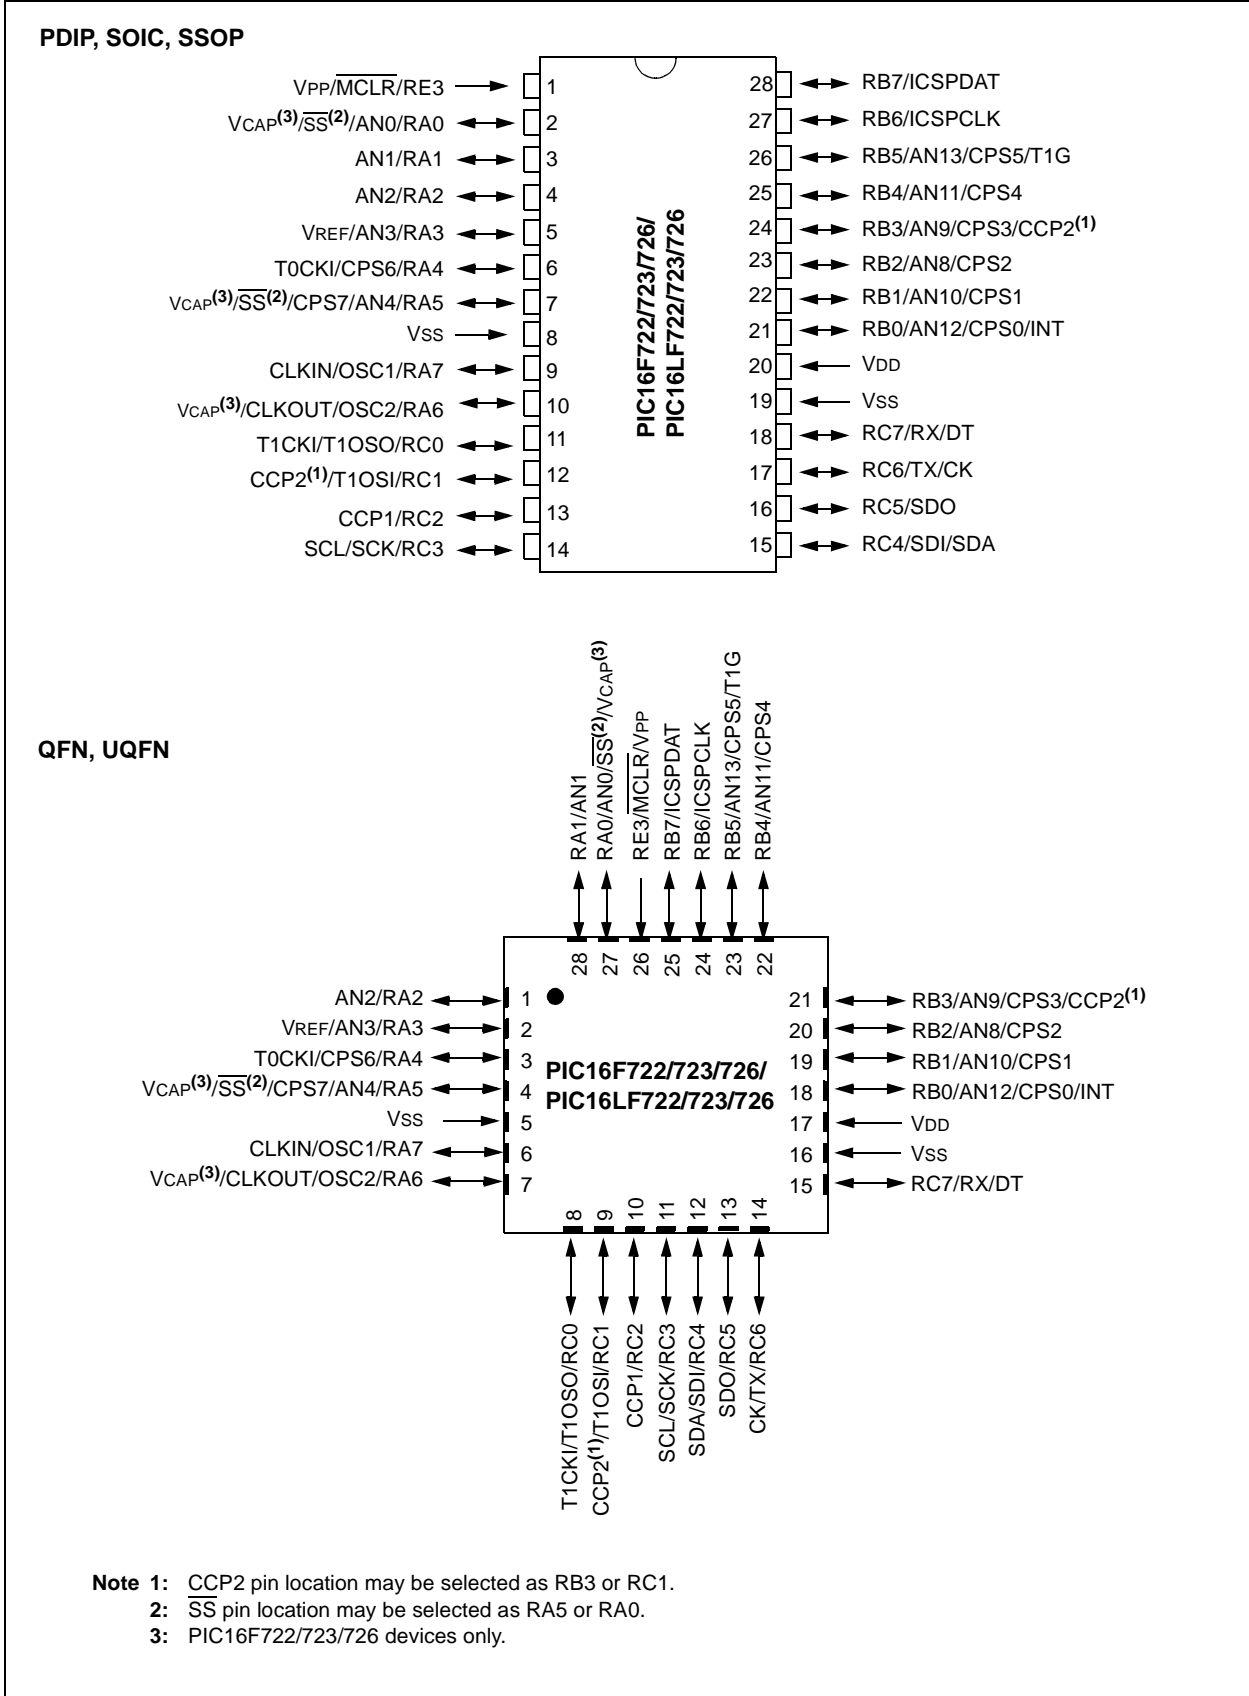 PDIP, SOIC, SSOP
VPP/MCLR/RE3 1
VCAP(3)/SS(2)/AN0/RA0 2
AN1/RA1 3
AN2/RA2 4
VREF/AN3/RA3 5
T0CKI/CPS6/RA4 6
VCAP(3)/SS(2)/CPS7/AN4/RA5 7
VSS 8
CLKIN/OSC1/RA7 9
VCAP(3)/CLKOUT/OSC2/RA6 10
T1CKI/T1OSO/RC0 11
CCP2(1)/T1OSI/RC1 12
CCP1/RC2 13
SCL/SCK/RC3 14
PIC16F722/723/726/
PIC16LF722/723/726
28 RB7/ICSPDAT
27 RB6/ICSPCLK
26 RB5/AN13/CPS5/T1G
25 RB4/AN11/CPS4
24 RB3/AN9/CPS3/CCP2(1)
23 RB2/AN8/CPS2
22 RB1/AN10/CPS1
21 RB0/AN12/CPS0/INT
20 VDD
19 VSS
18 RC7/RX/DT
17 RC6/TX/CK
16 RC5/SDO
15 RC4/SDI/SDA
QFN, UQFN
RA1/AN1 28
RA0/AN0/SS(2)/VCAP(3) 27
RE3/MCLR/VPP 26
RB7/ICSPDAT 25
RB6/ICSPCLK 24
RB5/AN13/CPS5/T1G 23
RB4/AN11/CPS4 22
AN2/RA2 1
VREF/AN3/RA3 2
T0CKI/CPS6/RA4 3
VCAP(3)/SS(2)/CPS7/AN4/RA5 4
VSS 5
CLKIN/OSC1/RA7 6
VCAP(3)/CLKOUT/OSC2/RA6 7
PIC16F722/723/726/
PIC16LF722/723/726
21 RB3/AN9/CPS3/CCP2(1)
20 RB2/AN8/CPS2
19 RB1/AN10/CPS1
18 RB0/AN12/CPS0/INT
17 VDD
16 VSS
15 RC7/RX/DT
8 T1CKI/T1OSO/RC0
9 CCP2(1)/T1OSI/RC1
10 CCP1/RC2
11 SCL/SCK/RC3
12 SDA/SDI/RC4
13 SDO/RC5
14 CK/TX/RC6
Note 1: CCP2 pin location may be selected as RB3 or RC1.
2: SS pin location may be selected as RA5 or RA0.
3: PIC16F722/723/726 devices only.